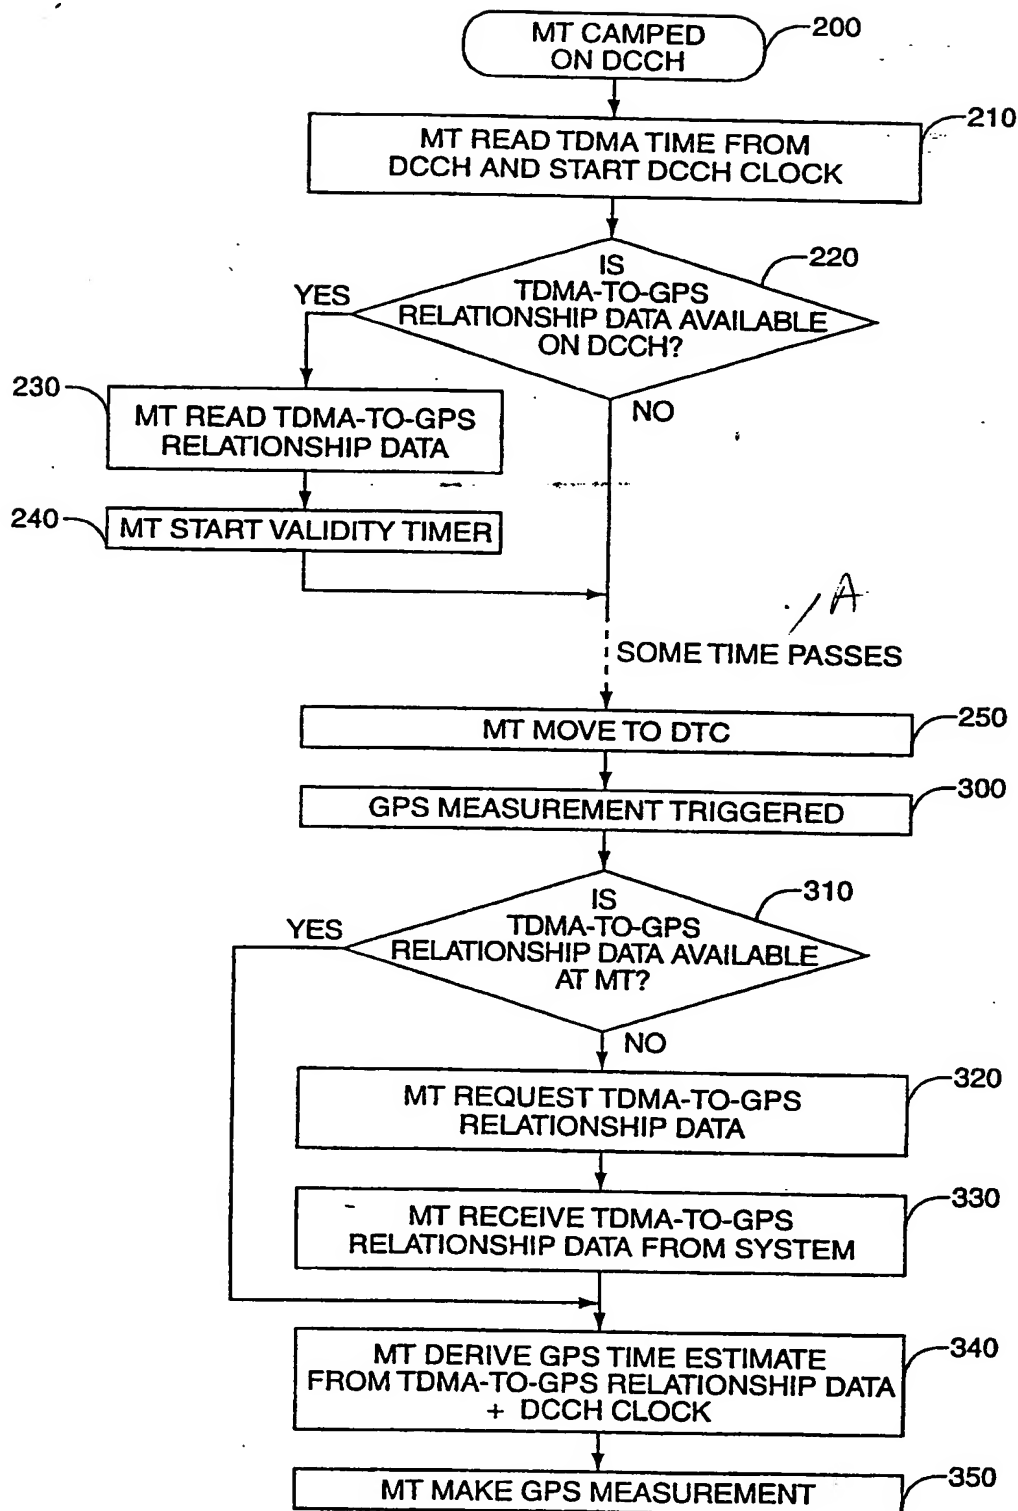 MT CAMPED
ON DCCH
200
MT READ TDMA TIME FROM
DCCH AND START DCCH CLOCK
210
IS
TDMA-TO-GPS
RELATIONSHIP DATA AVAILABLE
ON DCCH?
220
YES
NO
230
MT READ TDMA-TO-GPS
RELATIONSHIP DATA
240
MT START VALIDITY TIMER
A
SOME TIME PASSES
MT MOVE TO DTC
250
GPS MEASUREMENT TRIGGERED
300
IS
TDMA-TO-GPS
RELATIONSHIP DATA AVAILABLE
AT MT?
310
YES
NO
MT REQUEST TDMA-TO-GPS
RELATIONSHIP DATA
320
MT RECEIVE TDMA-TO-GPS
RELATIONSHIP DATA FROM SYSTEM
330
MT DERIVE GPS TIME ESTIMATE
FROM TDMA-TO-GPS RELATIONSHIP DATA
+ DCCH CLOCK
340
MT MAKE GPS MEASUREMENT
350